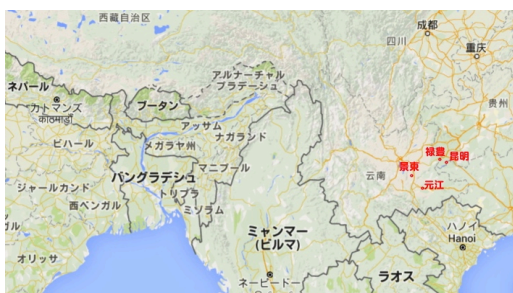 西藏自治区
成都
四川
重庆
アルナーチャル
プラデーシュ
ネパール
カトマンズ
काठमाडौं
ブータン
貴州
アッサム
ナガランド
禄豊
昆明
ビハール
メガラヤ州
景東
バングラデシュ
マニプール
雲南
元江
ジャールカンド
トリプラ
ミゾラム
西ベンガル
ハノイ
Hanoi
ミャンマー
(ビルマ)
オリッサ
ラオス
ネーピードー